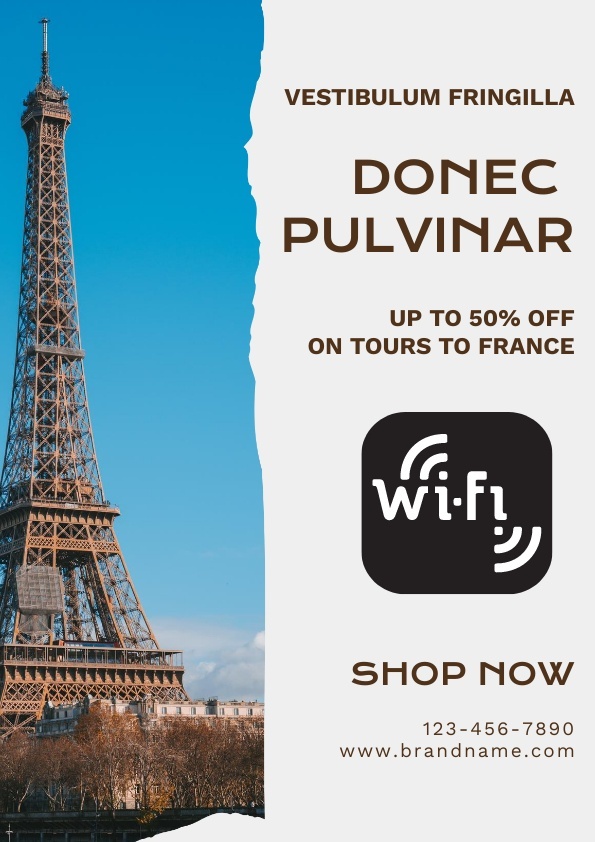 VESTIBULUM FRINGILLA
DONEC
PULVINAR
UP TO 50% OFF
ON TOURS TO FRANCE
wi-fi
SHOP NOW
123-456-7890
www.brandname.com